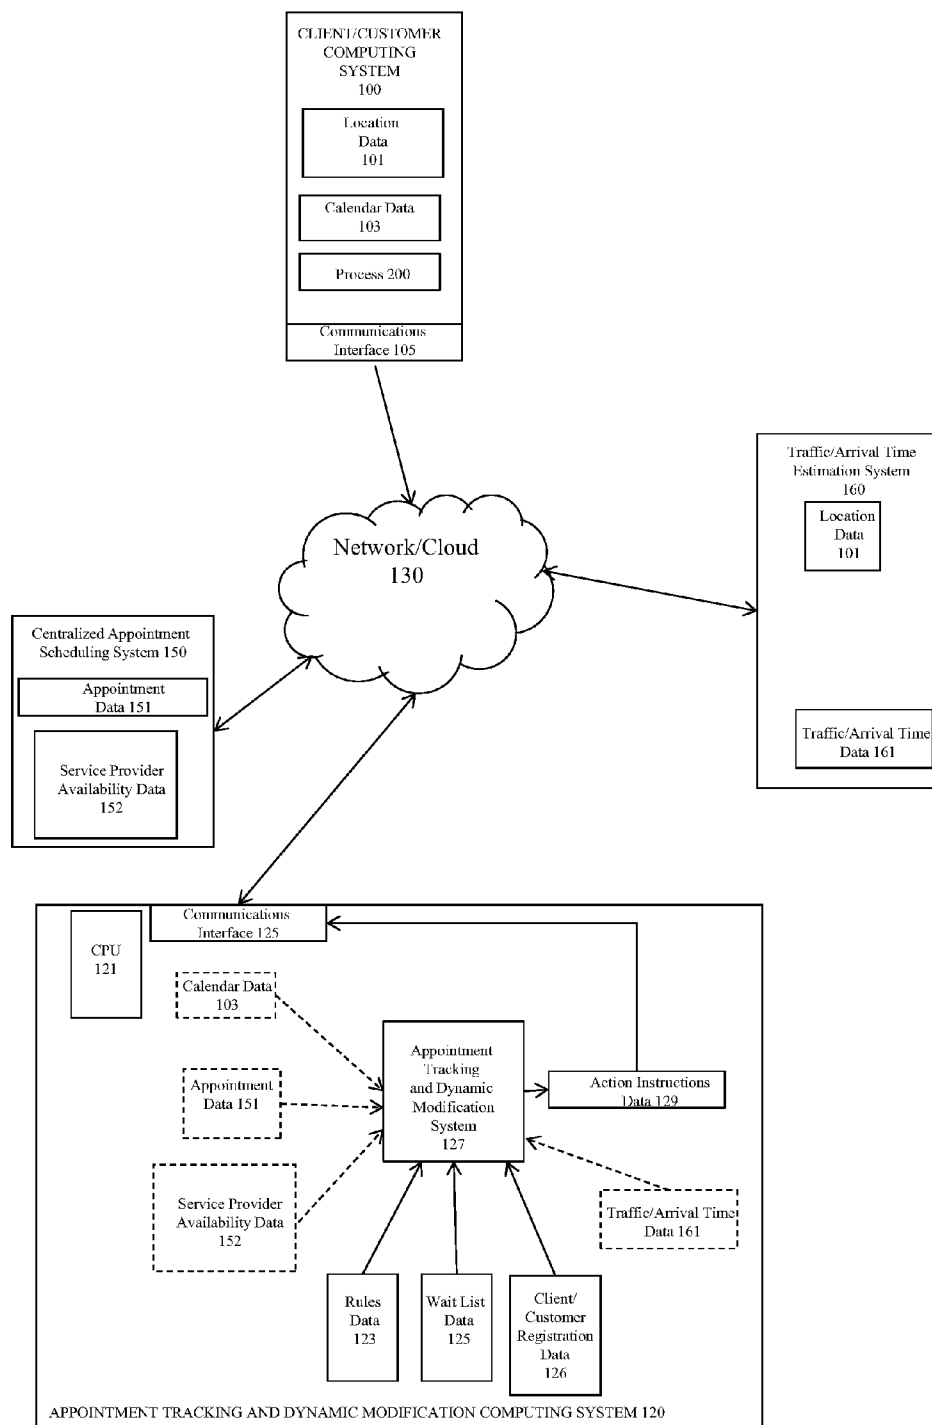 CLIENT/CUSTOMER
COMPUTING
SYSTEM
100
Location
Data
101
Calendar Data
103
Process 200
Communications
Interface 105
Traffic/Arrival Time
Estimation System
160
Location
Data
101
Traffic/Arrival Time
Data 161
Network/Cloud
130
Centralized Appointment
Scheduling System 150
Appointment
Data 151
Service Provider
Availability Data
152
Communications
Interface 125
CPU
121
Calendar Data
103
Appointment
Data 151
Service Provider
Availability Data
152
Appointment
Tracking
and Dynamic
Modification
System
127
Action Instructions
Data 129
Traffic/Arrival Time
Data 161
Rules
Data
123
Wait List
Data
125
Client/
Customer
Registration
Data
126
APPOINTMENT TRACKING AND DYNAMIC MODIFICATION COMPUTING SYSTEM 120